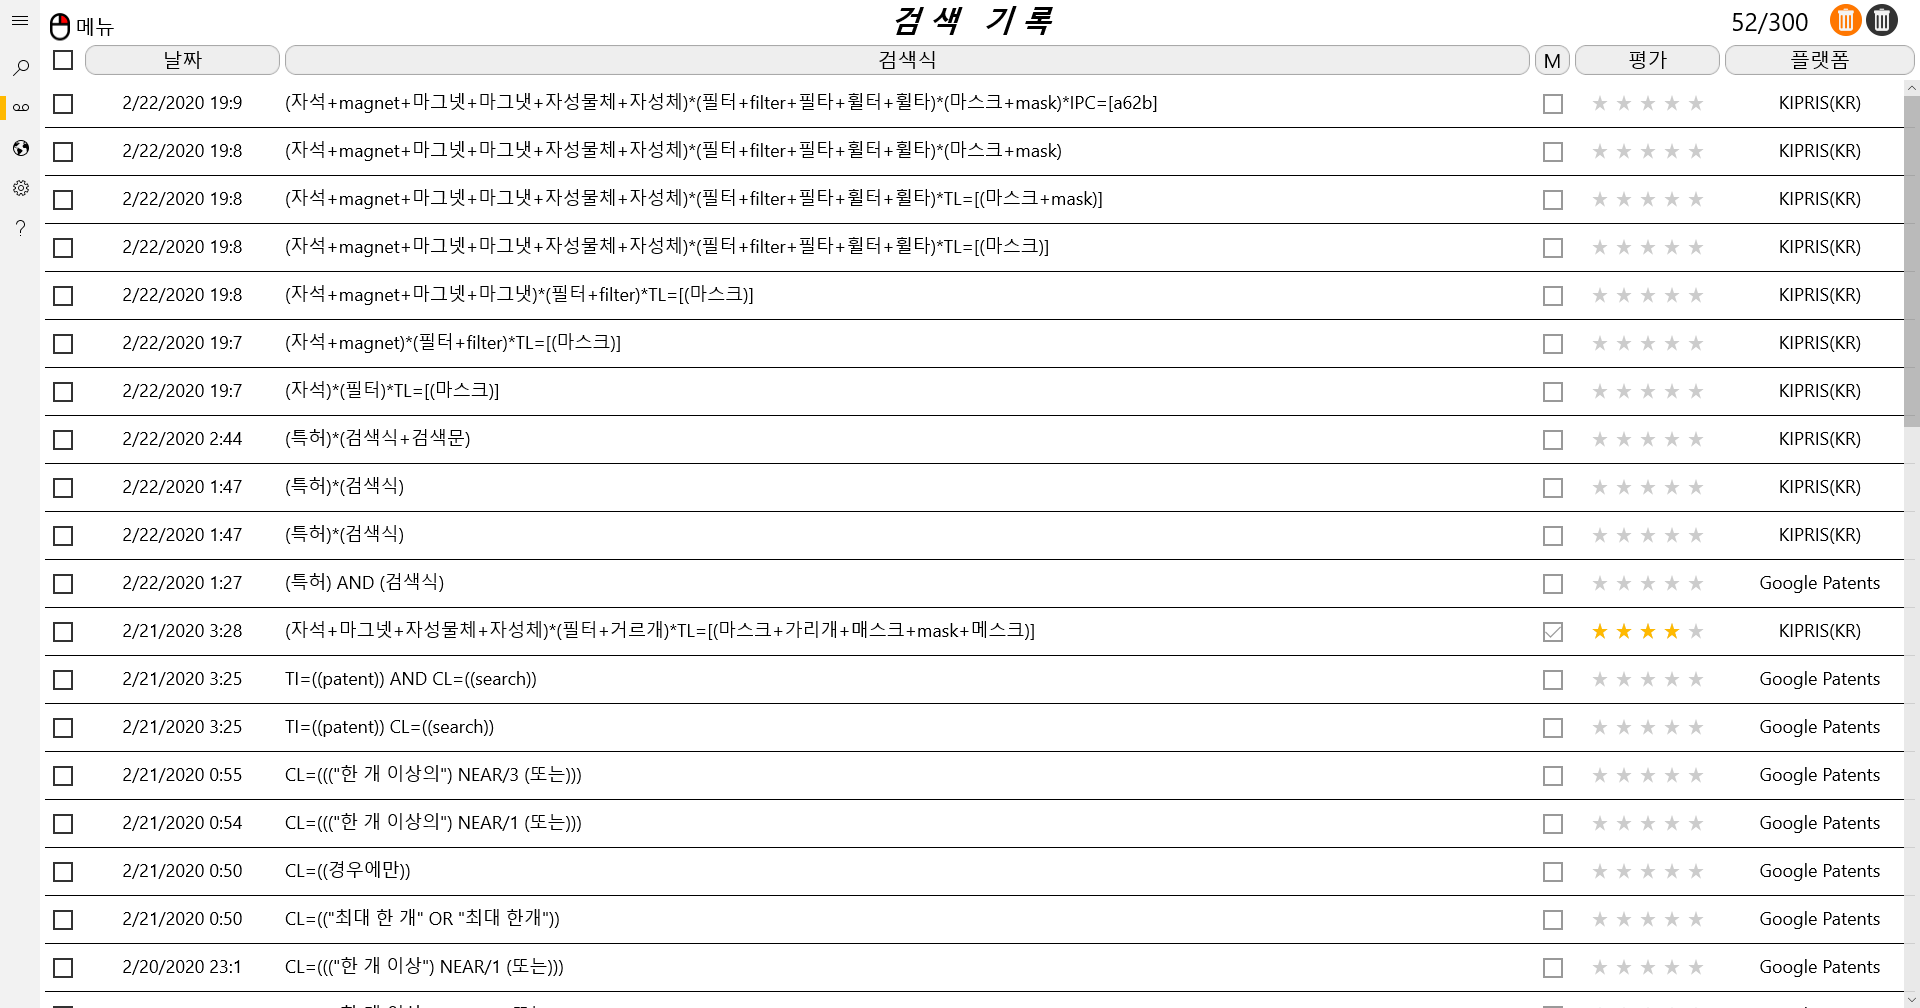 메뉴
검색 기록
52/300
날짜 검색식 M 평가 플랫폼
2/22/2020 19:9 (자석+magnet+마그넷+마그낫+자성물체+자성체)*(필터+filter+필타+휠터+휠타)*(마스크+mask)*IPC=[a62b] KIPRIS(KR)
2/22/2020 19:8 (자석+magnet+마그넷+마그낫+자성물체+자성체)*(필터+filter+필타+휠터+휠타)*(마스크+mask) KIPRIS(KR)
2/22/2020 19:8 (자석+magnet+마그넷+마그낫+자성물체+자성체)*(필터+filter+필타+휠터+휠타)*TL=[(마스크+mask)] KIPRIS(KR)
2/22/2020 19:8 (자석+magnet+마그넷+마그낫+자성물체+자성체)*(필터+filter+필타+휠터+휠타)*TL=[(마스크)] KIPRIS(KR)
2/22/2020 19:8 (자석+magnet+마그넷+마그낫)*(필터+filter)*TL=[(마스크)] KIPRIS(KR)
2/22/2020 19:7 (자석+magnet)*(필터+filter)*TL=[(마스크)] KIPRIS(KR)
2/22/2020 19:7 (자석)*(필터)*TL=[(마스크)] KIPRIS(KR)
2/22/2020 2:44 (특허)*(검색식+검색문) KIPRIS(KR)
2/22/2020 1:47 (특허)*(검색식) KIPRIS(KR)
2/22/2020 1:47 (특허)*(검색식) KIPRIS(KR)
2/22/2020 1:27 (특허) AND (검색식) Google Patents
2/21/2020 3:28 (자석+마그넷+자성물체+자성체)*(필터+거르개)*TL=[(마스크+가리개+매스크+mask+메스크)] KIPRIS(KR)
2/21/2020 3:25 TI=((patent)) AND CL=((search)) Google Patents
2/21/2020 3:25 TI=((patent)) CL=((search)) Google Patents
2/21/2020 0:55 CL=((("한 개 이상의") NEAR/3 (또는))) Google Patents
2/21/2020 0:54 CL=((("한 개 이상의") NEAR/1 (또는))) Google Patents
2/21/2020 0:50 CL=((경우에만)) Google Patents
2/21/2020 0:50 CL=(("최대 한 개" OR "최대 한개")) Google Patents
2/20/2020 23:1 CL=((("한 개 이상") NEAR/1 (또는))) Google Patents